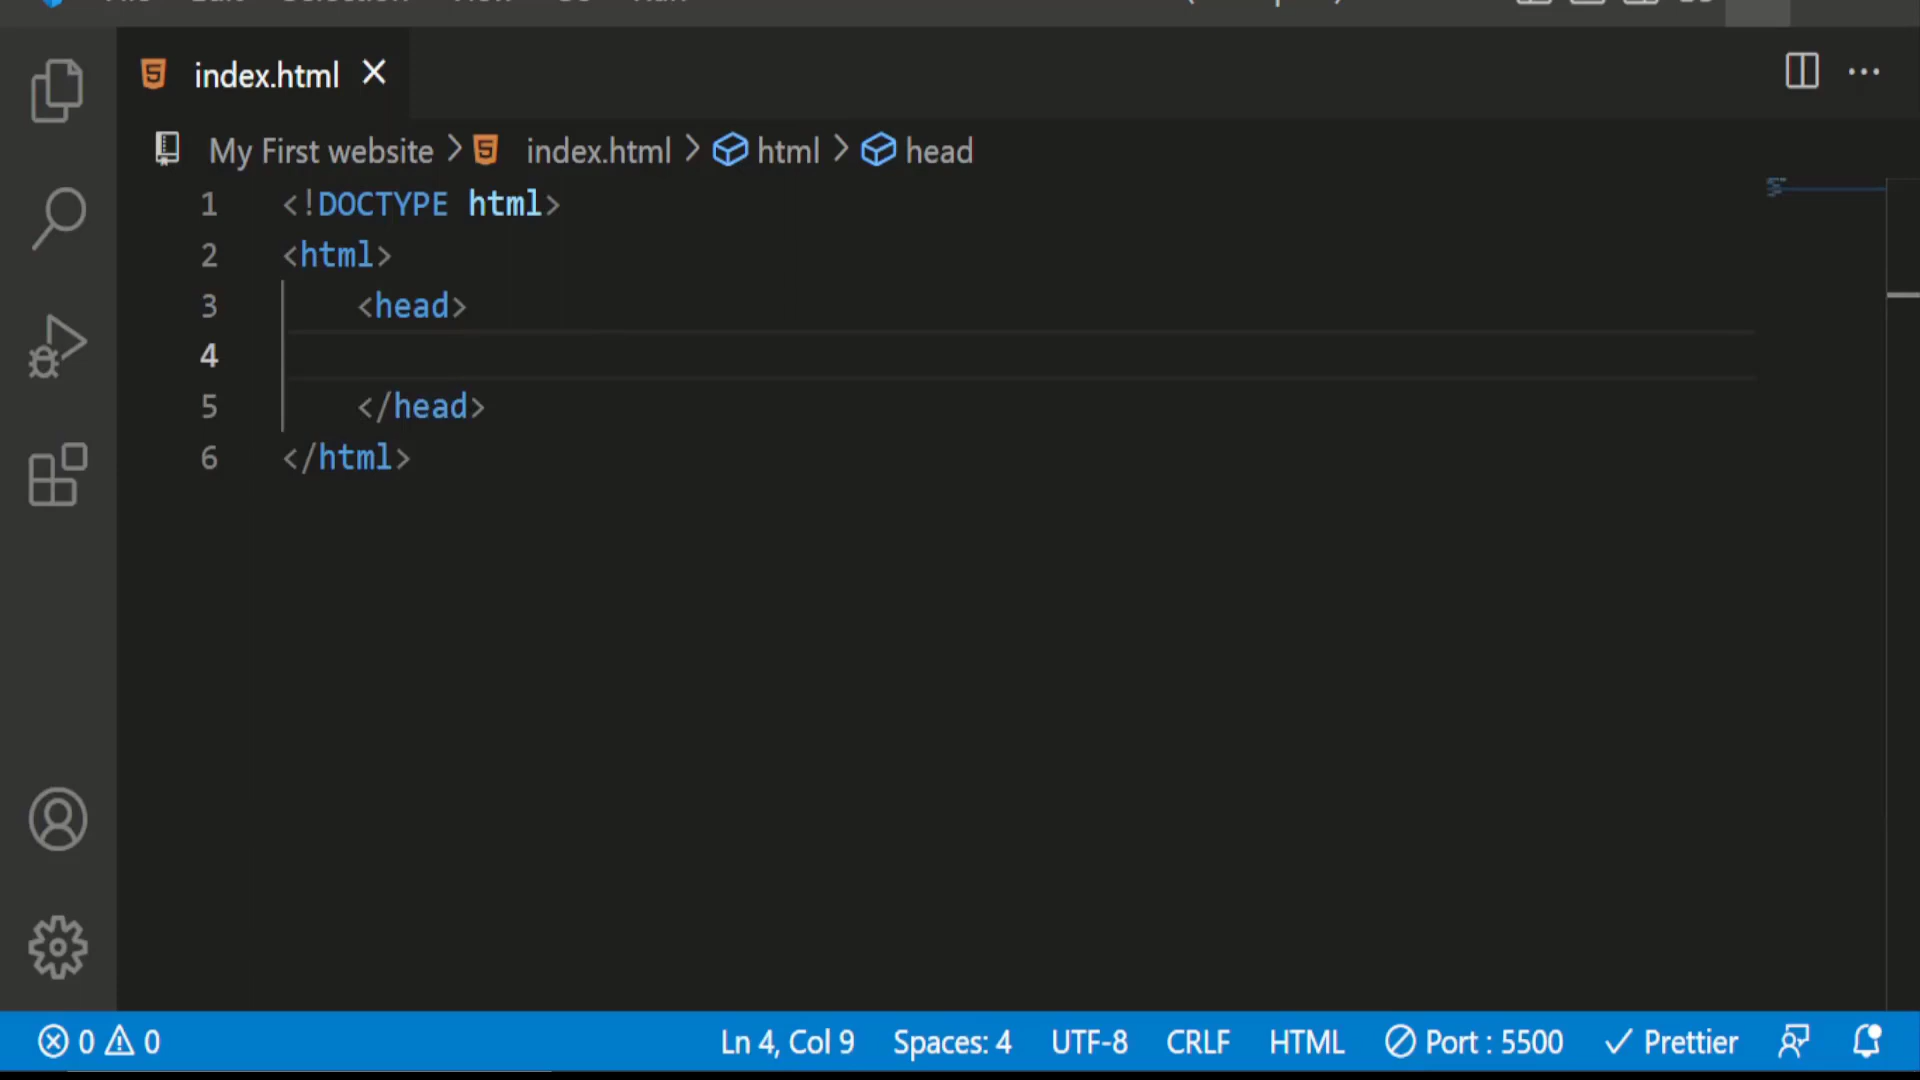 index.html
My First website > index.html > html > head
1 <!DOCTYPE html>
2 <html>
3 <head>
4
5 </head>
6 </html>
0 0 Ln 4, Col 9 Spaces: 4 UTF-8 CRLF HTML Port : 5500 Prettier